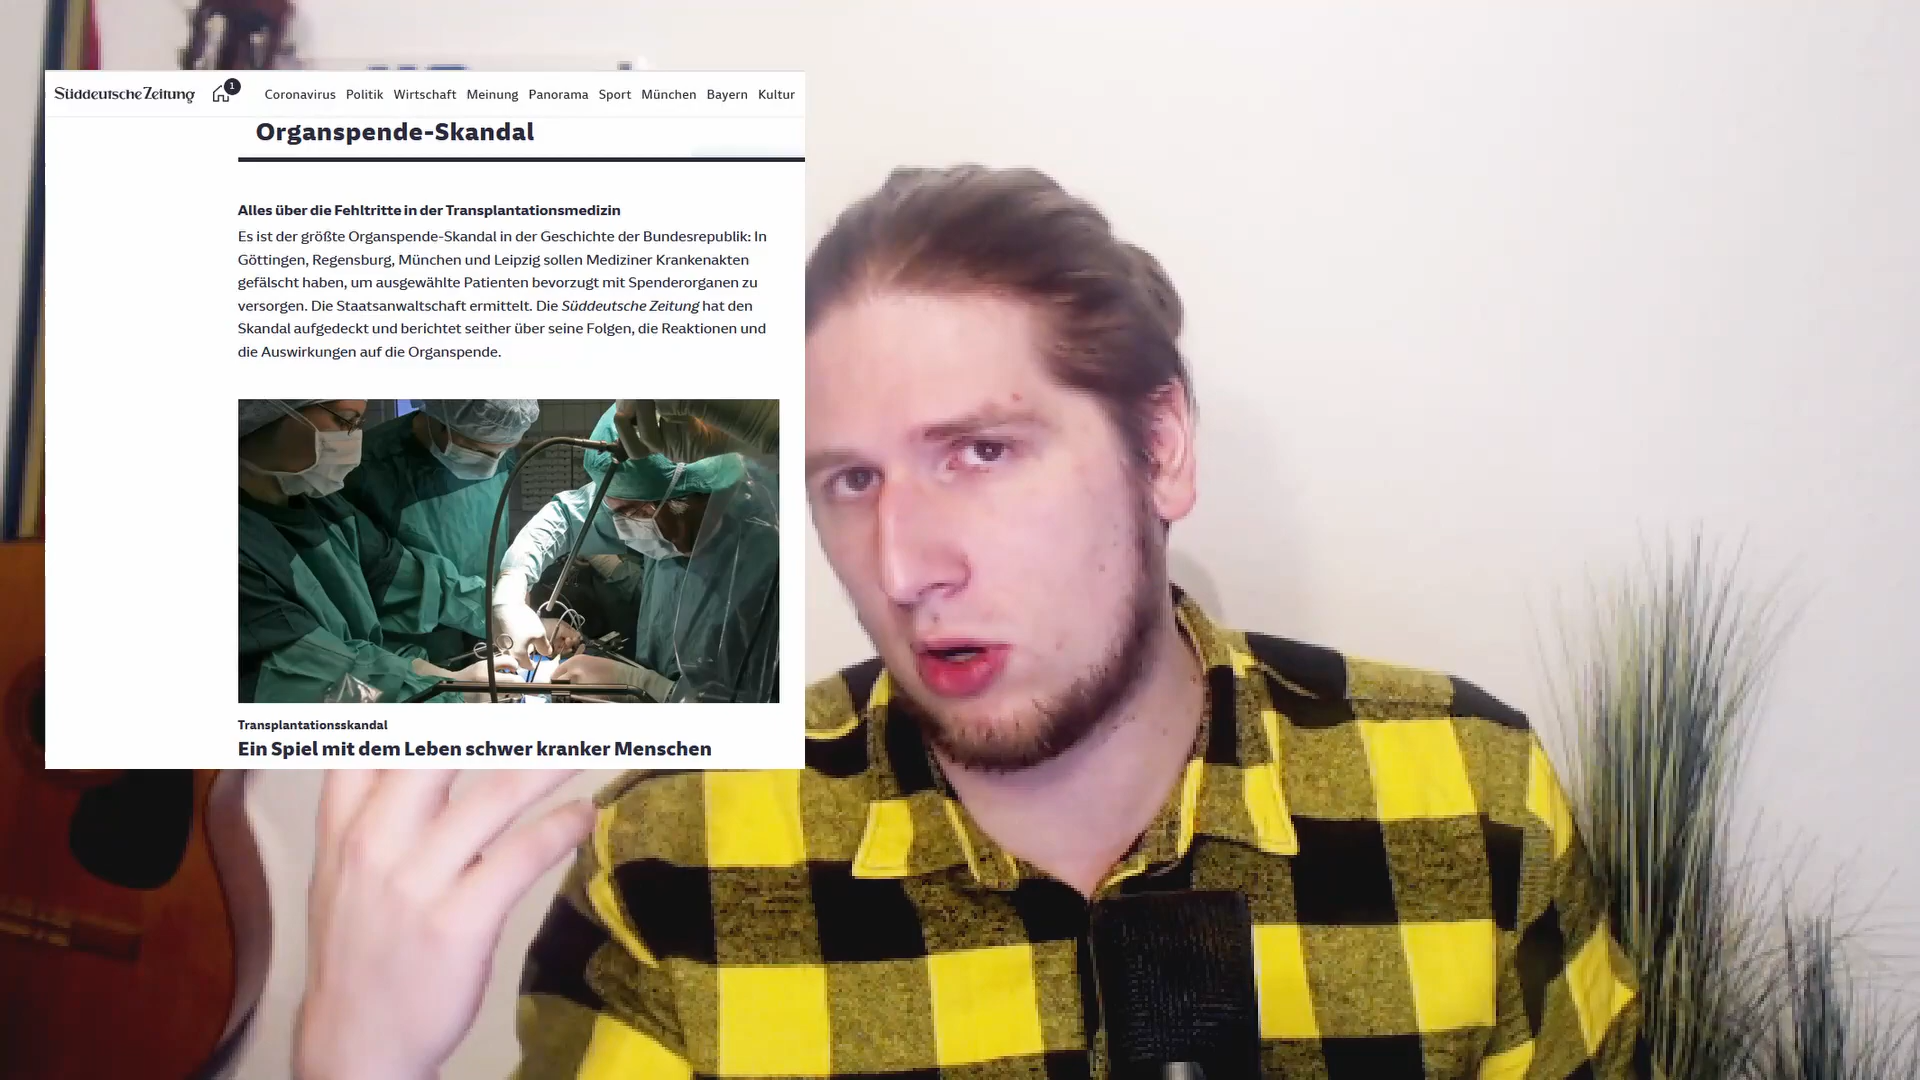 Süddeutsche Zeitung 1 Coronavirus Politik Wirtschaft Meinung Panorama Sport München Bayern Kultur
Organspende-Skandal
Alles über die Fehltritte in der Transplantationsmedizin
Es ist der größte Organspende-Skandal in der Geschichte der Bundesrepublik: In
Göttingen, Regensburg, München und Leipzig sollen Mediziner Krankenakten
gefälscht haben, um ausgewählte Patienten bevorzugt mit Spenderorganen zu
versorgen. Die Staatsanwaltschaft ermittelt. Die Süddeutsche Zeitung hat den
Skandal aufgedeckt und berichtet seither über seine Folgen, die Reaktionen und
die Auswirkungen auf die Organspende.
Transplantationsskandal
Ein Spiel mit dem Leben schwer kranker Menschen